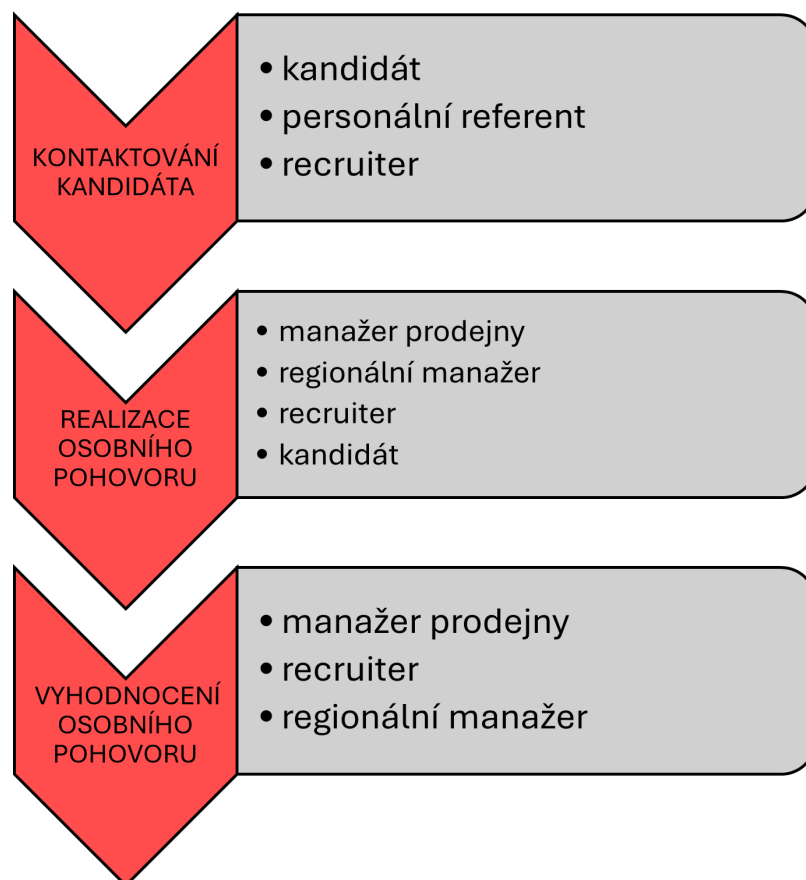 KONTAKTOVÁNÍ
KANDIDÁTA
• kandidát
• personální referent
• recruiter
REALIZACE
OSOBNÍHO
POHOVORU
• manažer prodejny
• regionální manažer
• recruiter
• kandidát
VYHODNOCENÍ
OSOBNÍHO
POHOVORU
• manažer prodejny
• recruiter
• regionální manažer